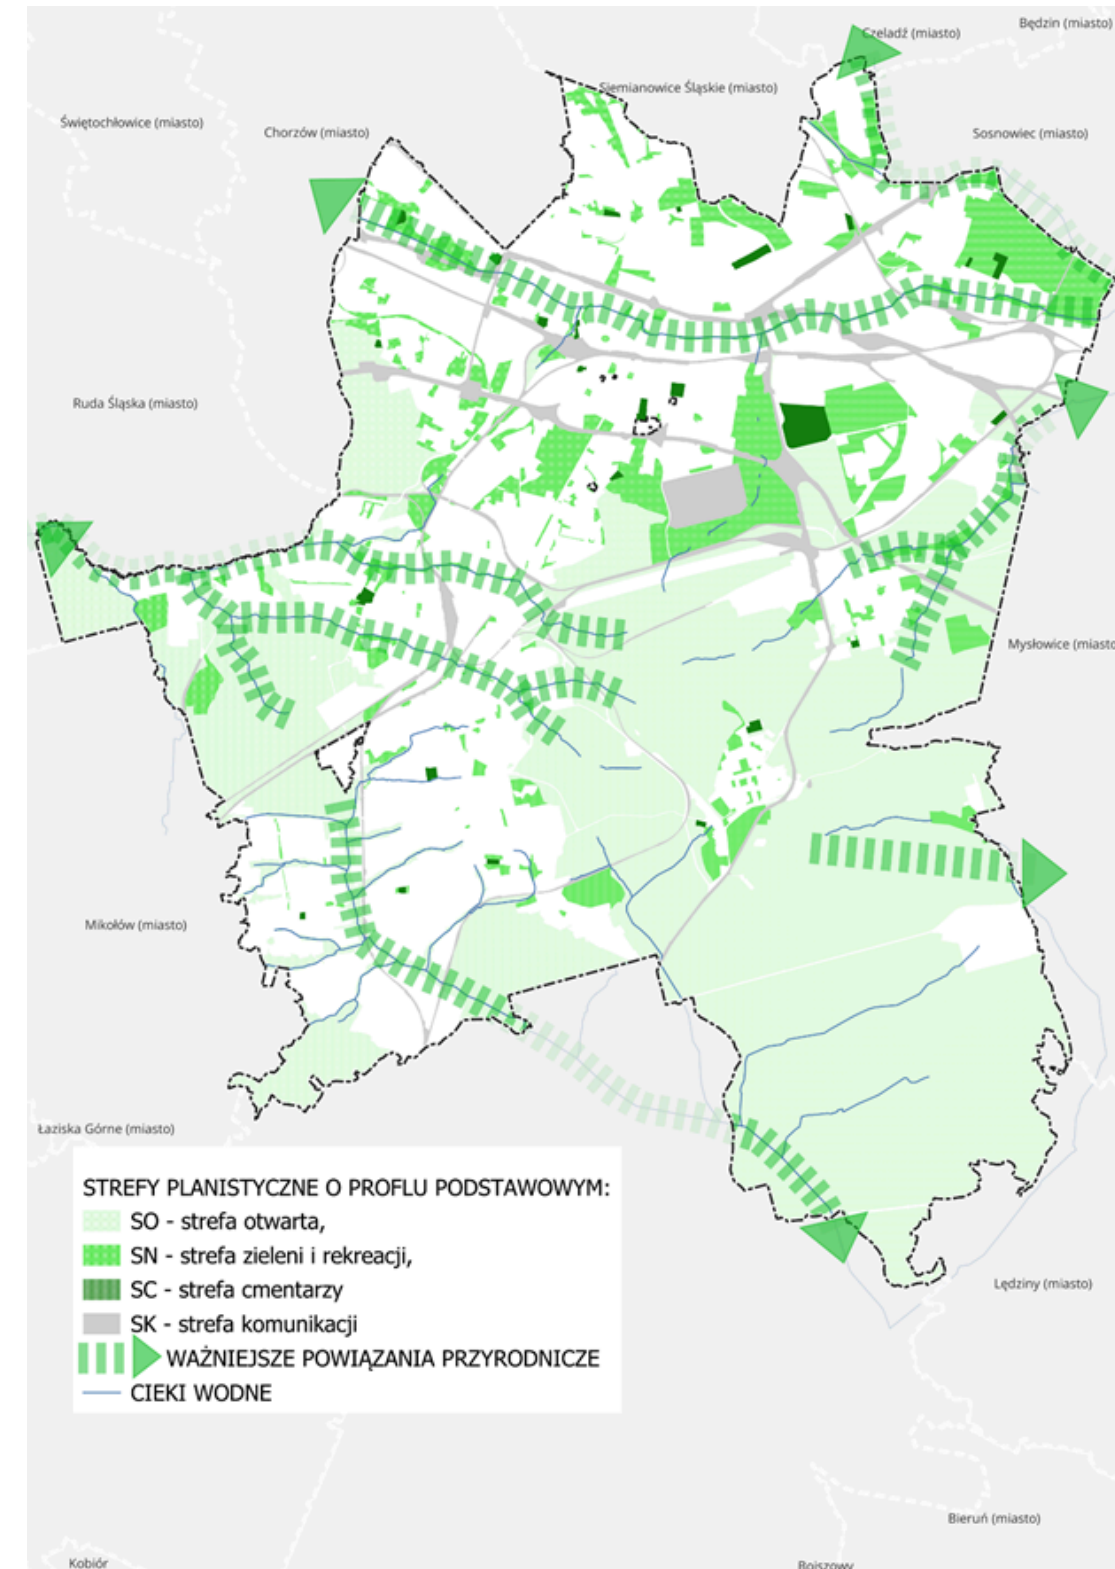 Będzin (miasto)
Czeladź (miasto)
Siemianowice Śląskie (miasto)
Świętochłowice (miasto)
Chorzów (miasto)
Sosnowiec (miasto)
Ruda Śląska (miasto)
Mysłowice (miasto
Mikołów (miasto)
Łaziska Górne (miasto)
STREFY PLANISTYCZNE O PROFLU PODSTAWOWYM:
SO - strefa otwarta,
SN - strefa zieleni i rekreacji,
SC - strefa cmentarzy
SK - strefa komunikacji
WAŻNIEJSZE POWIĄZANIA PRZYRODNICZE
CIEKI WODNE
Lędziny (miasto)
Bieruń (miasto)
Kobiór
Bojszowy